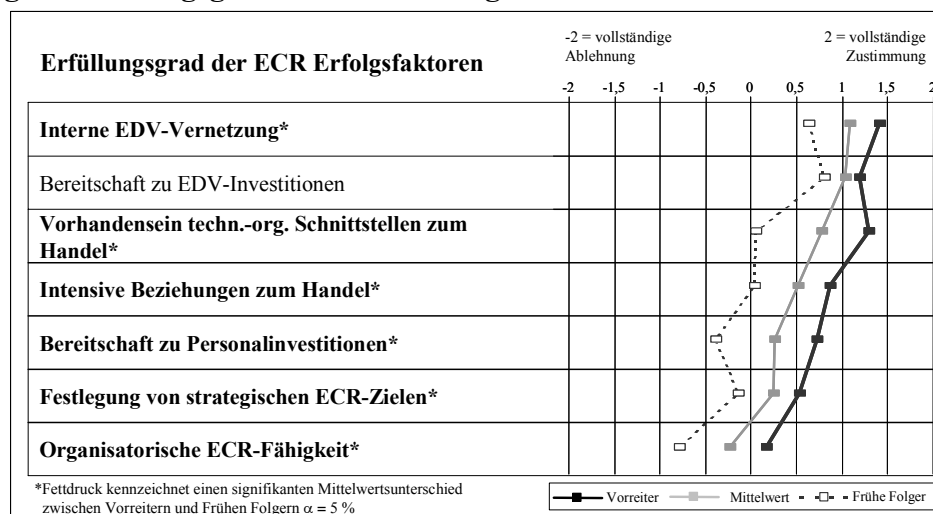 -2 = vollständige
Ablehnung
2 = vollständige
Zustimmung
Erfüllungsgrad der ECR Erfolgsfaktoren
-2 -1 -0,5 0 0,5 1 1,5 2
Interne EDV-Vernetzung*
Bereitschaft zu EDV-Investitionen
Vorhandensein techn.-org. Schnittstellen zum
Handel*
Intensive Beziehungen zum Handel*
Bereitschaft zu Personalinvestitionen*
Festlegung von strategischen ECR-Zielen*
Organisatorische ECR-Fähigkeit*
*Fettdruck kennzeichnet einen signifikanten Mittelwertsunterschied
zwischen Vorreitern und Frühen Folgern α = 5 %
Vorreiter Mittelwert Frühe Folger